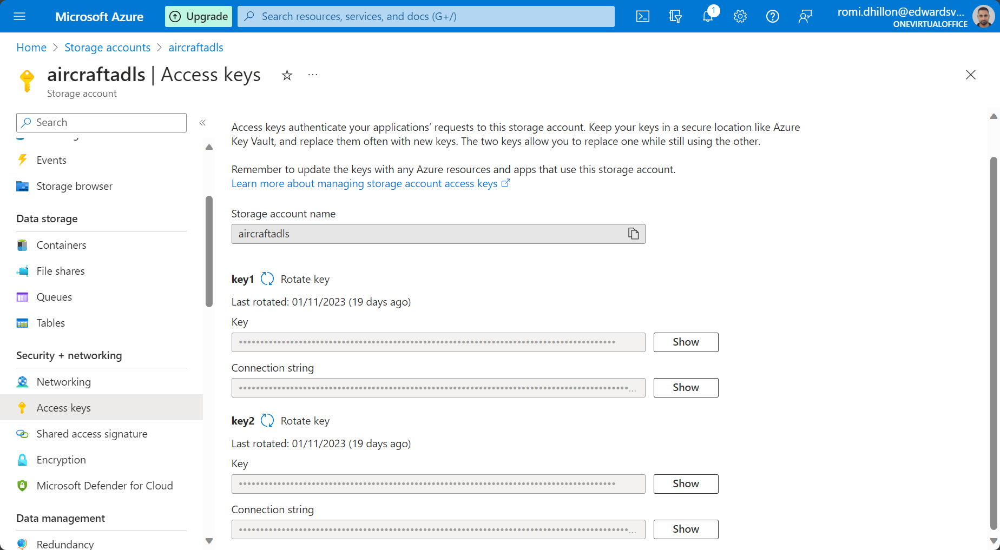 Microsoft Azure
Upgrade
Search resources, services, and docs (G+/)
1
romi.dhillon@edwardsv...
ONEVIRTUALOFFICE
Home > Storage accounts > aircraftadls
aircraftadls | Access keys
Storage account
Search
Events
Storage browser
Data storage
Containers
File shares
Queues
Tables
Security + networking
Networking
Access keys
Shared access signature
Encryption
Microsoft Defender for Cloud
Data management
Redundancy
Access keys authenticate your applications’ requests to this storage account. Keep your keys in a secure location like Azure
Key Vault, and replace them often with new keys. The two keys allow you to replace one while still using the other.
Remember to update the keys with any Azure resources and apps that use this storage account.
Learn more about managing storage account access keys
Storage account name
aircraftadls
key1 Rotate key
Last rotated: 01/11/2023 (19 days ago)
Key
Show
Connection string
Show
key2 Rotate key
Last rotated: 01/11/2023 (19 days ago)
Key
Show
Connection string
Show